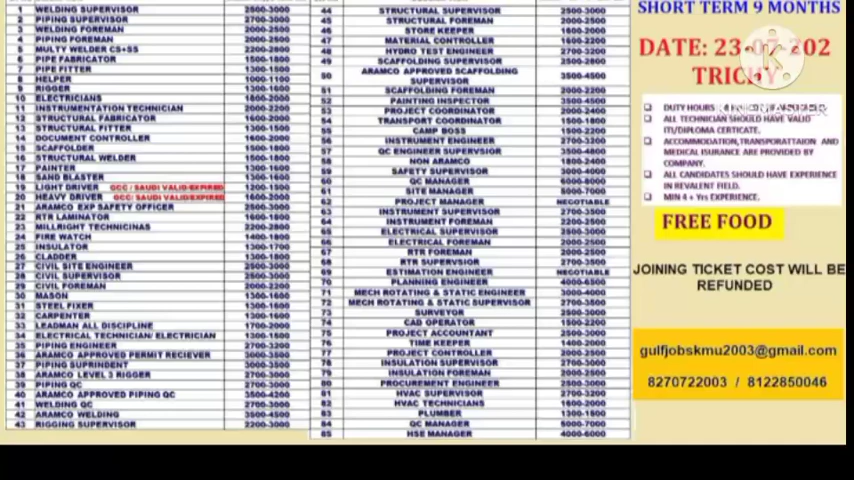 1 WELDING SUPERVISOR 2500-3000
2 PIPING SUPERVISOR 2700-3000
3 WELDING FOREMAN 2000-2500
4 PIPING FOREMAN 2000-2500
5 MULTY WELDER CS+SS 2200-2800
6 PIPE FABRICATOR 1500-1800
7 PIPE FITTER 1300-1500
8 HELPER 1000-1100
9 RIGGER 1300-1600
10 ELECTRICIANS 1800-2000
11 INSTRUMENTATION TECHNICIAN 2000-2200
12 STRUCTURAL FABRICATOR 1600-2000
13 STRUCTURAL FITTER 1300-1500
14 DOCUMENT CONTROLLER 1600-2000
15 SCAFFOLDER 1500-1800
16 STRUCTURAL WELDER 1500-1800
17 PAINTER 1300-1600
18 SAND BLASTER 1300-1600
19 LIGHT DRIVER GCC / SAUDI VALID/EXPIRED 1200-1500
20 HEAVY DRIVER GCC/ SAUDI VALID/EXPIRED 1600-2000
21 ARAMCO EXP SAFETY OFFICER 2500-3000
22 RTR LAMINATOR 1600-1800
23 MILLRIGHT TECHNICINAS 2200-2800
24 FIRE WATCH 1400-1800
25 INSULATOR 1300-1700
26 CLADDER 1300-1800
27 CIVIL SITE ENGINEER 2500-3000
28 CIVIL SUPERVISOR 2500-3000
29 CIVIL FOREMAN 2000-2200
30 MASON 1300-1600
31 STEEL FIXER 1300-1600
32 CARPENTER 1300-1600
33 LEADMAN ALL DISCIPLINE 1700-2000
34 ELECTRICAL TECHNICIAN/ ELECTRICIAN 1300-1500
35 PIPING ENGINEER 2700-3200
36 ARAMCO APPROVED PERMIT RECIEVER 3000-3500
37 PIPING SUPRINDENT 3000-3500
38 ARAMCO LEVEL 3 RIGGER 2700-3000
39 PIPING QC 2700-3000
40 ARAMCO APPROVED PIPING QC 3500-4200
41 WELDING QC 2700-3000
42 ARAMCO WELDING 3500-4500
43 RIGGING SUPERVISOR 2200-3000
44 STRUCTURAL SUPERVISOR 2500-3000
45 STRUCTURAL FOREMAN 2000-2500
46 STORE KEEPER 1600-2000
47 MATERIAL CONTROLLER 1600-2200
48 HYDRO TEST ENGINEER 2700-3200
49 SCAFFOLDING SUPERVISOR 2500-2800
50 ARAMCO APPROVED SCAFFOLDING SUPERVISOR 3500-4500
51 SCAFFOLDING FOREMAN 2000-2200
52 PAINTING INSPECTOR 3500-4500
53 PROJECT COORDINATOR 2000-2400
54 TRANSPORT COORDINATOR 1500-1800
55 CAMP BOSS 1500-2200
56 INSTRUMENT ENGINEER 2700-3000
57 QC ENGINEER SUPERVISOR 3500-4800
58 NON ARAMCO 1800-2400
59 SAFETY SUPERVISOR 3000-4000
60 QC MANAGER 6000-8000
61 SITE MANAGER 5000-7000
62 PROJECT MANAGER NEGOTIABLE
63 INSTRUMENT SUPERVISOR 2700-3500
64 INSTRUMENT FOREMAN 2200-2500
65 ELECTRICAL SUPERVISOR 2500-3000
66 ELECTRICAL FOREMAN 2000-2500
67 RTR FOREMAN 2000-2500
68 RTR SUPERVSIOR 2700-3500
69 ESTIMATION ENGINEER NEGOTIABLE
70 PLANNING ENGINEER 4000-6500
71 MECH ROTATING & STATIC ENGINEER 3000-4000
72 MECH ROTATING & STATIC SUPERVISOR 2700-3500
73 SURVEYOR 2500-3000
74 CAD OPERATOR 1500-2200
75 PROJECT ACCOUNTANT 2500-3000
76 TIME KEEPER 1400-2000
77 PROJECT CONTROLLER 2000-2500
78 INSULATION SUPERVISOR 2700-3000
79 INSULATION FOREMAN 2000-2500
80 PROCUREMENT ENGINEER 2500-3000
81 HVAC SUPERVISOR 2700-3000
82 HVAC TECHNICIANS 1600-2000
83 PLUMBER 1300-1500
84 QC MANAGER 5000-7000
85 HSE MANAGER 4000-6000
SHORT TERM 9 MONTHS
DATE: 23-07-202
TRICHY
DUTY HOURS
ALL TECHNICIAN SHOULD HAVE VALID
ITI/DIPLOMA CERTICATE.
ACCOMMODATION,TRANSPORTATTAION AND
MEDICAL ISURANCE ARE PROVIDED BY
COMPANY.
ALL CANDIDATES SHOULD HAVE EXPERIENCE
IN REVALENT FIELD.
MIN 4 + Yrs EXPERIENCE.
FREE FOOD
JOINING TICKET COST WILL BE
REFUNDED
gulfjobskmu2003@gmail.com
8270722003 / 8122850046